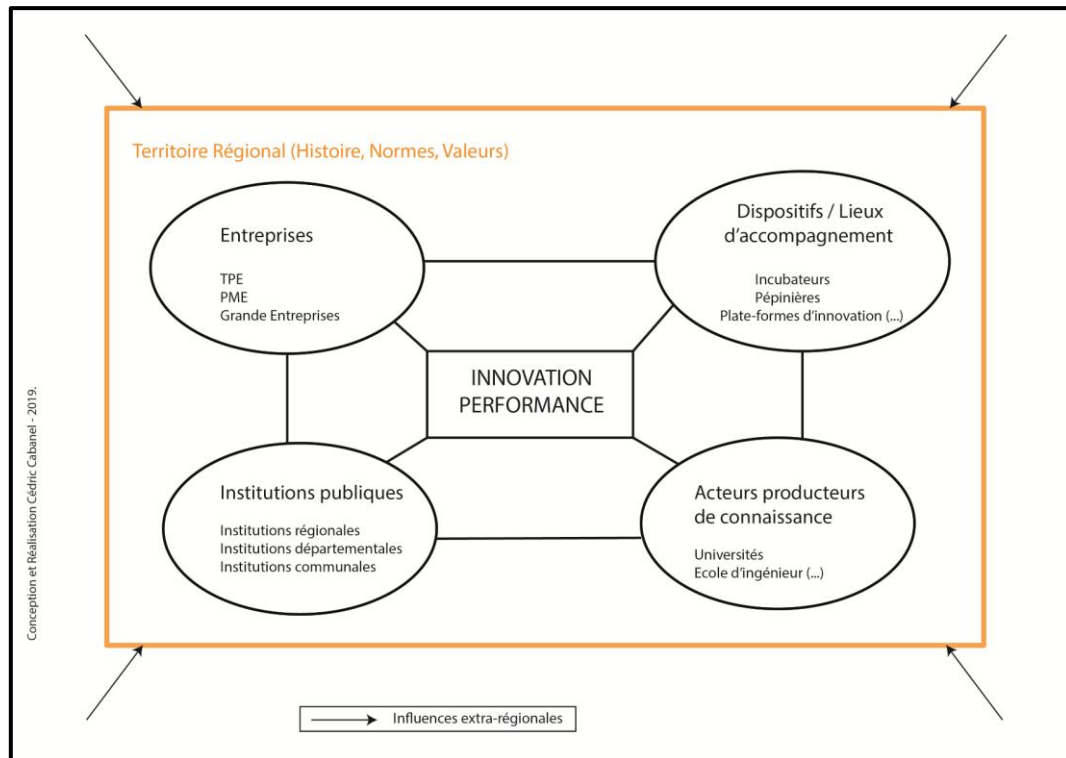 Territoire Régional (Histoire, Normes, Valeurs)
Entreprises
TPE
PME
Grande Entreprises
Dispositifs / Lieux
d'accompagnement
Incubateurs
Pépinières
Plate-formes d'innovation (...)
INNOVATION
PERFORMANCE
Institutions publiques
Institutions régionales
Institutions départementales
Institutions communales
Acteurs producteurs
de connaissance
Universités
Ecole d'ingénieur (...)
Conception et Réalisation Cédric Cabanel - 2019.
Influences extra-régionales